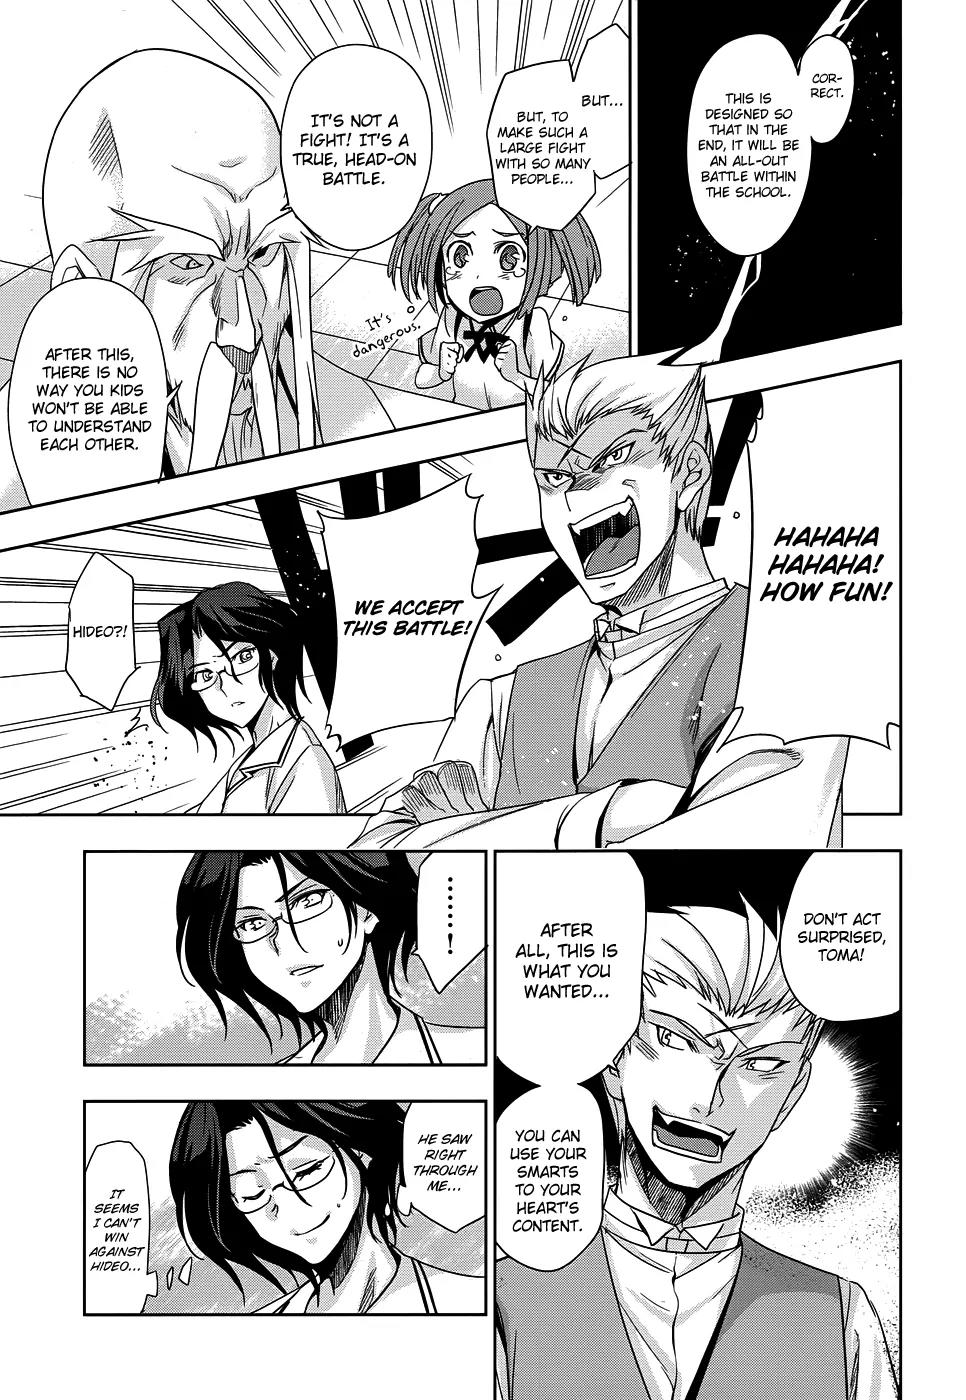 COR-
RECT.
THIS IS
DESIGNED SO
THAT IN THE
END, IT WILL BE
AN ALL-OUT
BATTLE WITHIN
THE SCHOOL.
BUT...
BUT, TO
MAKE SUCH A
LARGE FIGHT
WITH SO MANY
PEOPLE...
It's
dangerous.
IT'S NOT A
FIGHT! IT'S A
TRUE, HEAD-ON
BATTLE.
AFTER THIS,
THERE IS NO
WAY YOU KIDS
WON'T BE ABLE
TO UNDERSTAND
EACH OTHER.
HAHAHA
HAHAHA!
HOW FUN!
WE ACCEPT
THIS BATTLE!
HIDEO?!
DON'T ACT
SURPRISED,
TOMA!
AFTER
ALL, THIS IS
WHAT YOU
WANTED...
YOU CAN
USE YOUR
SMARTS
TO YOUR
HEART'S
CONTENT.
......!
HE SAW
RIGHT
THROUGH
ME...
IT
SEEMS
I CAN'T
WIN
AGAINST
HIDEO...